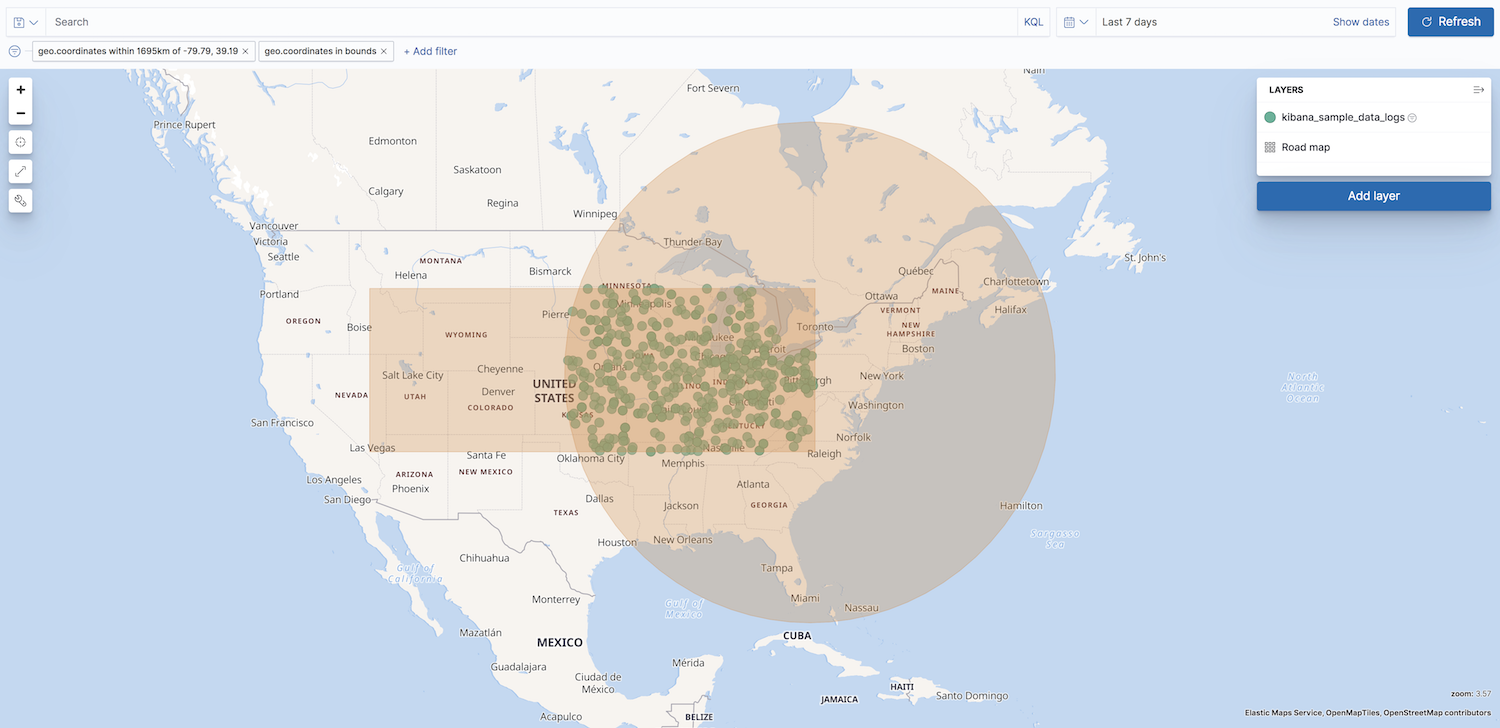 Search
KQL
Last 7 days
Show dates
Refresh
geo.coordinates within 1695km of -79.79, 39.19
geo.coordinates in bounds
+ Add filter
LAYERS
kibana_sample_data_logs
Road map
Add layer
Nain
Fort Severn
Prince Rupert
Edmonton
Saskatoon
Calgary
Regina
Winnipeg
Vancouver
Victoria
Seattle
Thunder Bay
St. John's
MONTANA
Helena
Bismarck
Québec
MAINE
Charlottetown
Portland
MINNESOTA
Minneapolis
Ottawa
Halifax
OREGON
Boise
Pierre
VERMONT
Toronto
NEW
HAMPSHIRE
WYOMING
Boston
Salt Lake City
Cheyenne
New York
UTAH
Denver
UNITED
STATES
NEVADA
COLORADO
Washington
San Francisco
Norfolk
Las Vegas
Santa Fe
Oklahoma City
Nashville
Raleigh
Memphis
Los Angeles
ARIZONA
NEW MEXICO
Phoenix
Atlanta
San Diego
Dallas
Jackson
GEORGIA
Hamilton
TEXAS
Houston
New Orleans
Sargasso
Sea
Chihuahua
Gulf of
California
Tampa
Monterrey
Miami
Nassau
Gulf of
Mexico
North
Atlantic
Ocean
Mazatlán
MEXICO
CUBA
Guadalajara
Mérida
Ciudad de
México
HAITI
Santo Domingo
JAMAICA
Acapulco
BELIZE
zoom: 3.57
Elastic Maps Service, OpenMapTiles, OpenStreetMap contributors